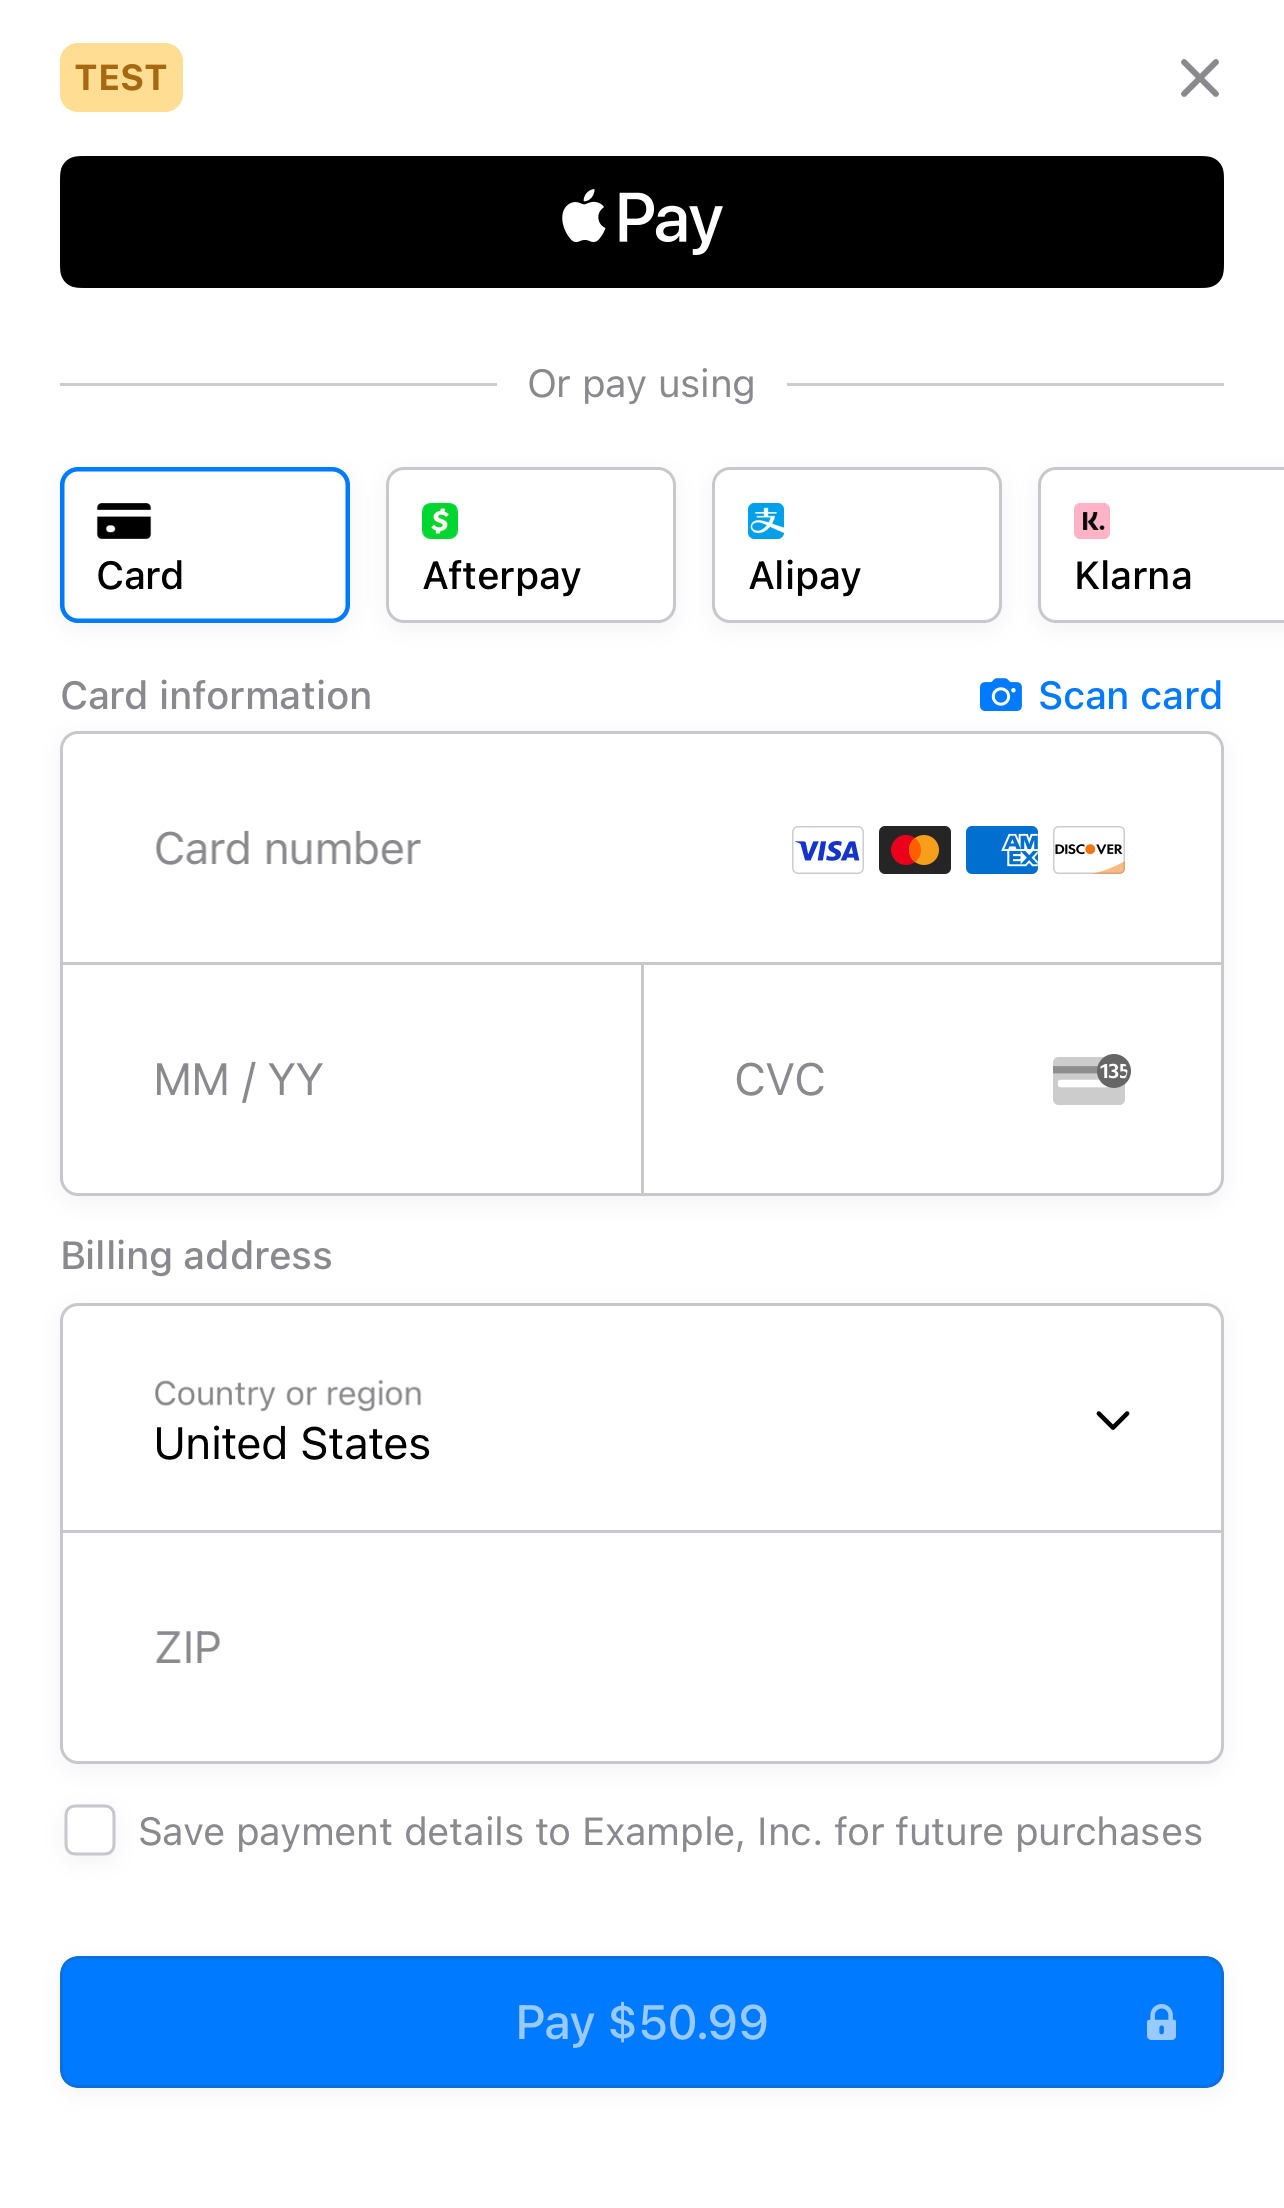 TEST
Pay
Or pay using
Card
Afterpay
支 Alipay
K. Klarna
Card information
Scan card
Card number
VISA
AM
EX
DISCOVER
MM / YY
CVC
135
Billing address
Country or region
United States
ZIP
Save payment details to Example, Inc. for future purchases
Pay $50.99